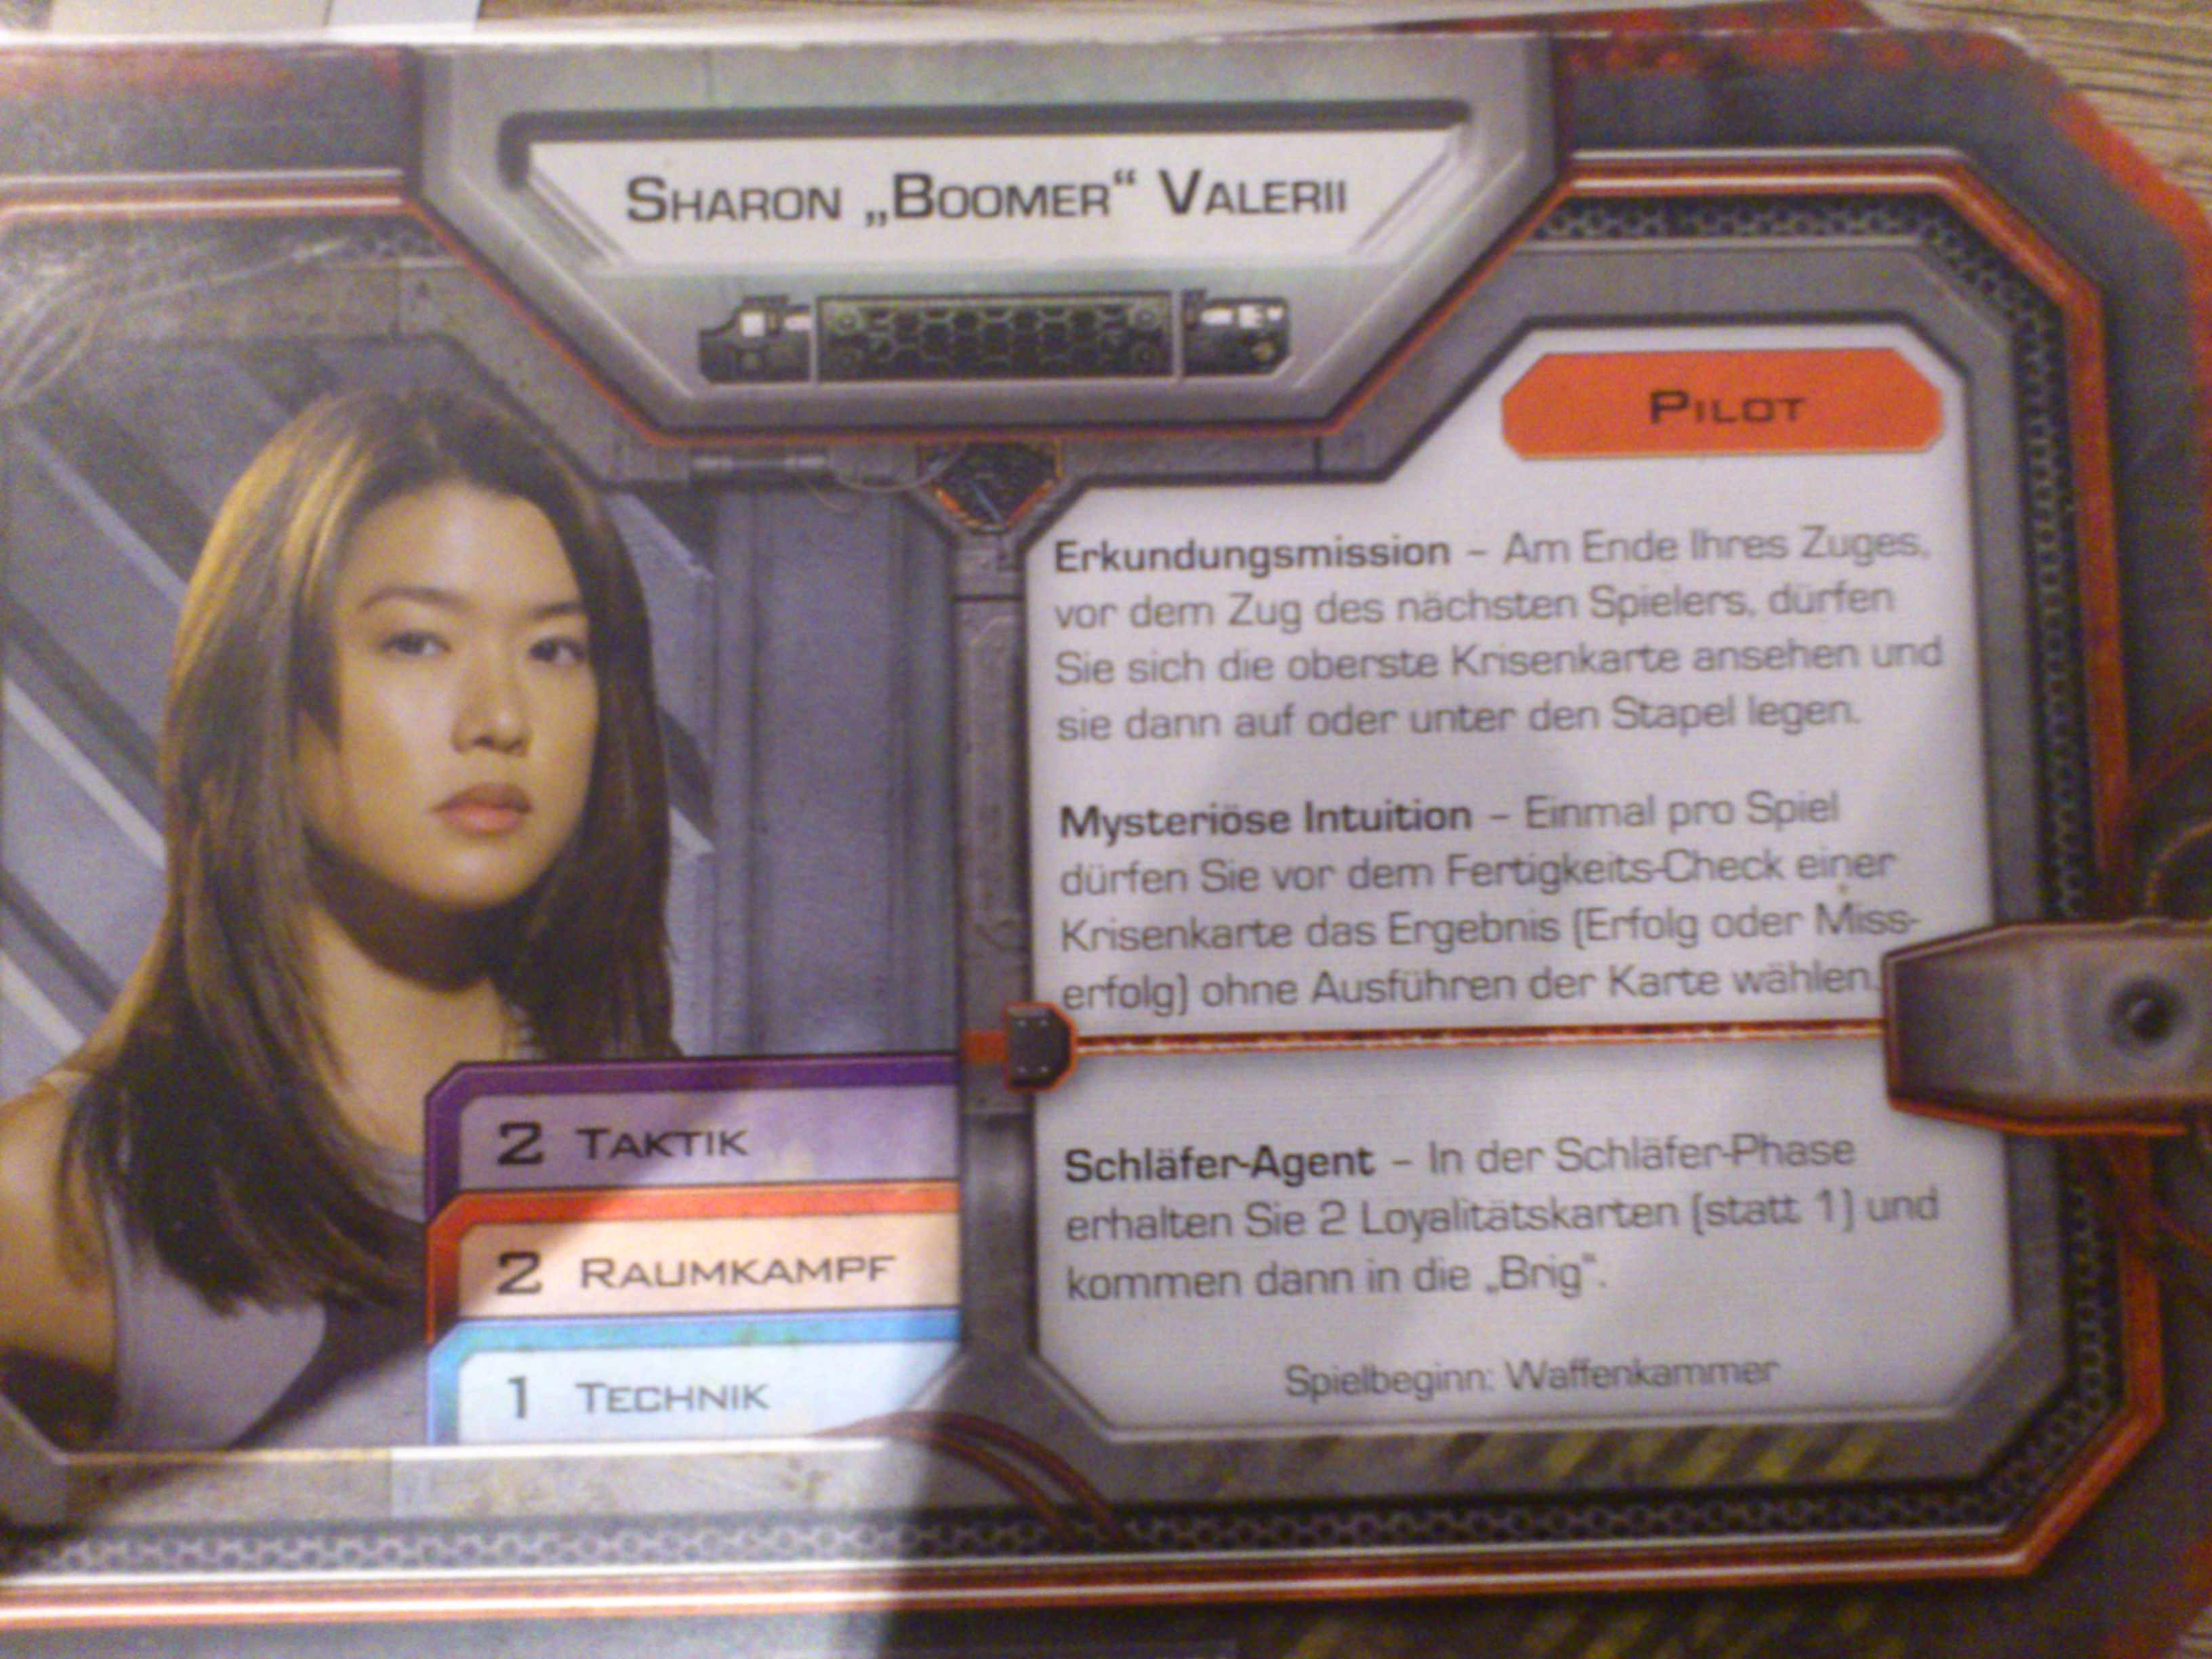 Sharon „Boomer“ Valerii
Pilot
Erkundungsmission – Am Ende Ihres Zuges,
vor dem Zug des nächsten Spielers, dürfen
Sie sich die oberste Krisenkarte ansehen und
sie dann auf oder unter den Stapel legen.
Mysteriöse Intuition – Einmal pro Spiel
dürfen Sie vor dem Fertigkeits-Check einer
Krisenkarte das Ergebnis (Erfolg oder Miss-
erfolg) ohne Ausführen der Karte wählen.
Schläfer-Agent – In der Schläfer-Phase
erhalten Sie 2 Loyalitätskarten (statt 1) und
kommen dann in die „Brig“.
Spielbeginn: Waffenkammer
2 Taktik
2 Raumkampf
1 Technik